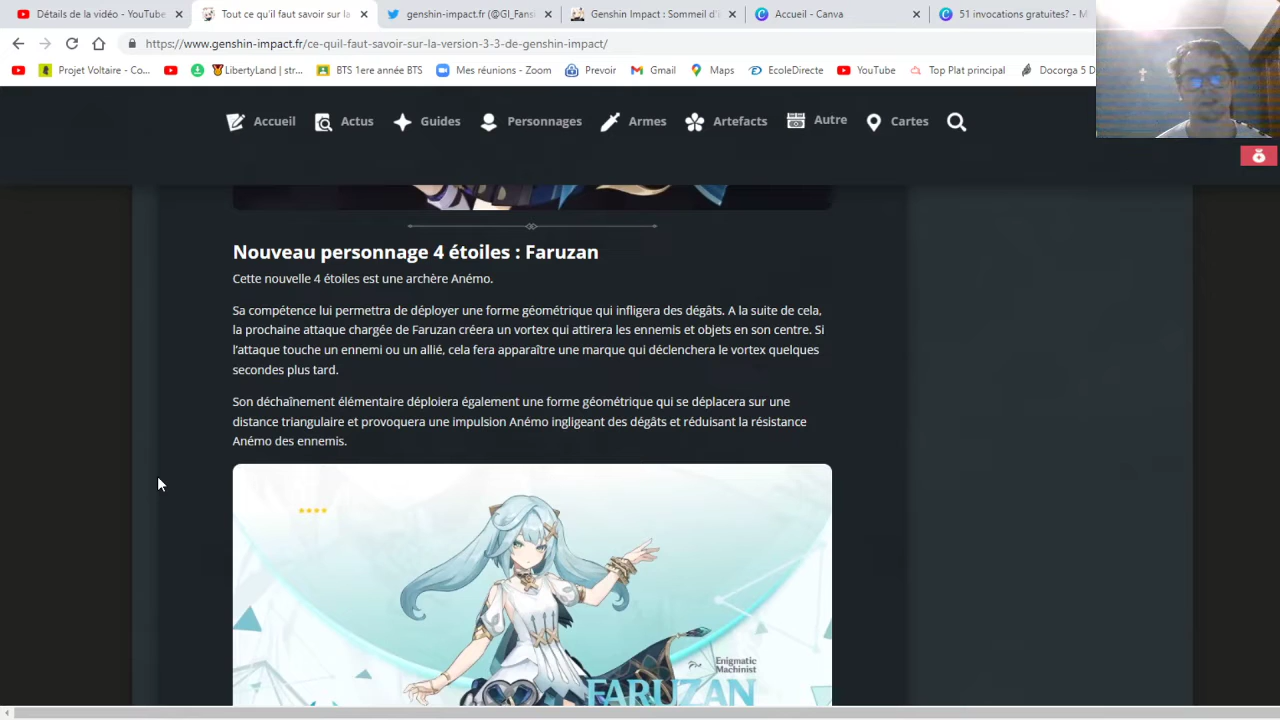 Détails de la vidéo - YouTube
Tout ce qu'il faut savoir sur la
genshin-impact.fr (@GI_Fansi
Genshin Impact : Sommeil d'i
Accueil - Canva
51 invocations gratuites? - M
https://www.genshin-impact.fr/ce-quil-faut-savoir-sur-la-version-3-3-de-genshin-impact/
Projet Voltaire - Co...
LibertyLand | str...
BTS 1ere année BTS
Mes réunions - Zoom
Prevoir
Gmail
Maps
EcoleDirecte
YouTube
Top Plat principal
Docorga 5 D
Accueil
Actus
Guides
Personnages
Armes
Artefacts
Autre
Cartes
Nouveau personnage 4 étoiles : Faruzan
Cette nouvelle 4 étoiles est une archère Anémo.
Sa compétence lui permettra de déployer une forme géométrique qui infligera des dégâts. A la suite de cela,
la prochaine attaque chargée de Faruzan créera un vortex qui attirera les ennemis et objets en son centre. Si
l'attaque touche un ennemi ou un allié, cela fera apparaître une marque qui déclenchera le vortex quelques
secondes plus tard.
Son déchaînement élémentaire déploiera également une forme géométrique qui se déplacera sur une
distance triangulaire et provoquera une impulsion Anémo ingligeant des dégâts et réduisant la résistance
Anémo des ennemis.
Enigmatic
Machinist
FARUZAN